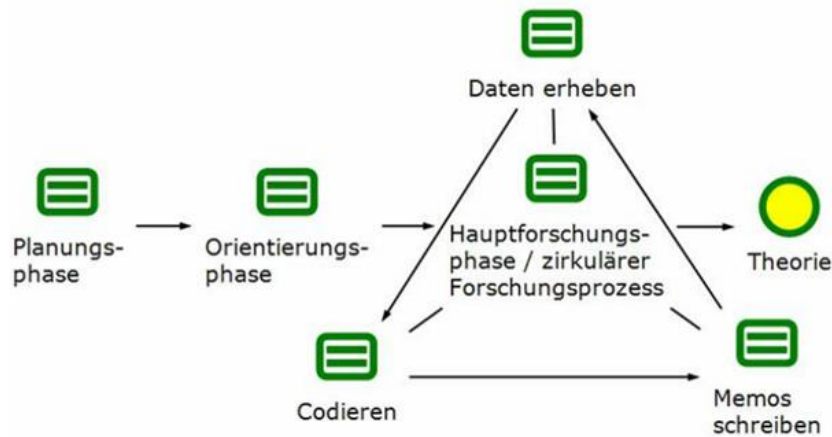 Daten erheben
Planungs-
phase
Orientierungs-
phase
Hauptforschungs-
phase / zirkulärer
Forschungsprozess
Theorie
Codieren
Memos
schreiben